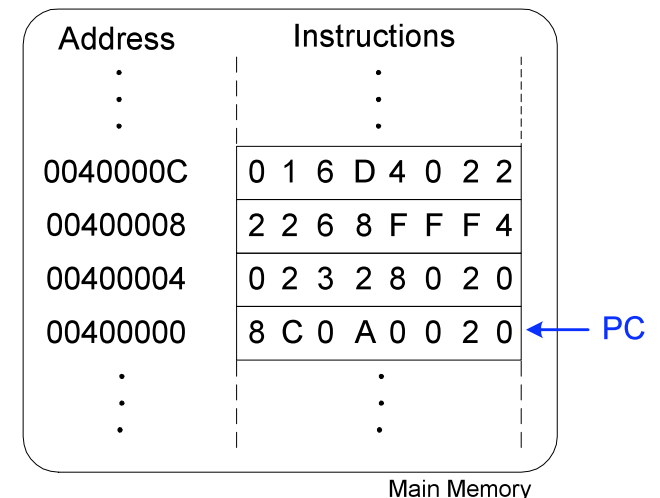 Address Instructions
0040000C 0 1 6 D 4 0 2 2
00400008 2 2 6 8 F F F 4
00400004 0 2 3 2 8 0 2 0
00400000 8 C 0 A 0 0 2 0 PC
Main Memory